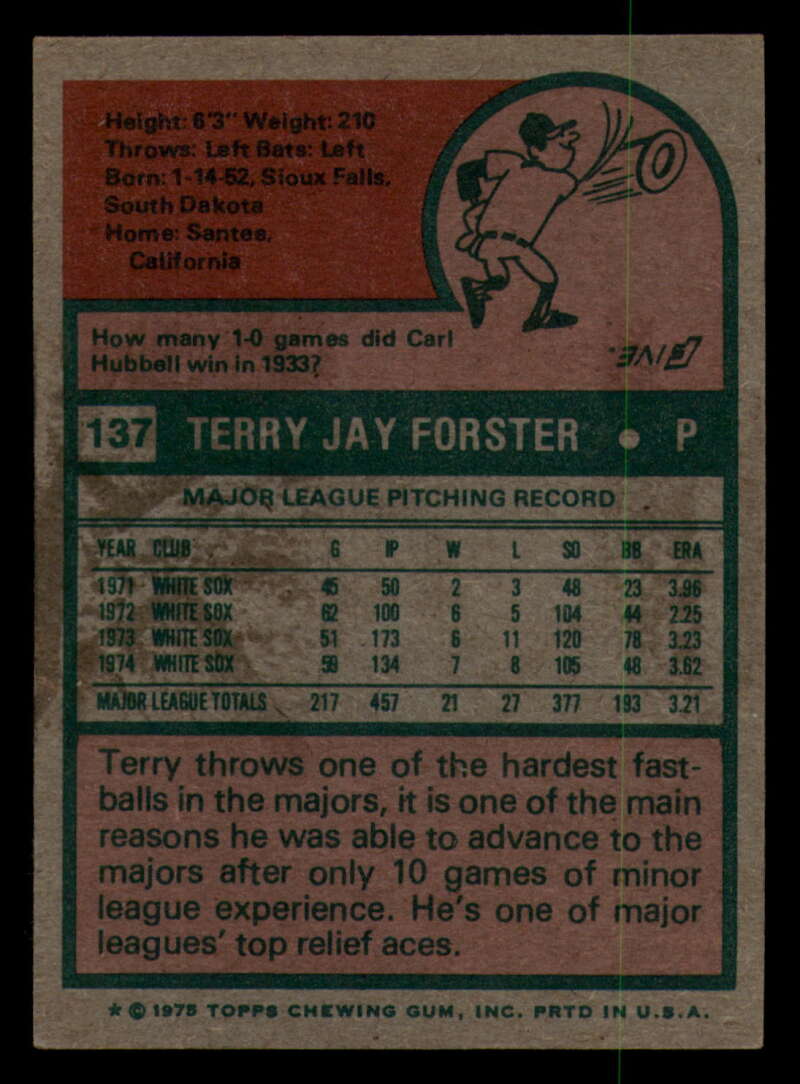 Height: 6'3" Weight: 210
Throws: Left Bats: Left
Born: 1-14-52, Sioux Falls,
South Dakota
Home: Santee,
California
How many 1-0 games did Carl
Hubbell win in 1933?
FIVE.
137 TERRY JAY FORSTER • P
MAJOR LEAGUE PITCHING RECORD
YEAR CLUB G IP W L SO BB ERA
1971 WHITE SOX 45 50 2 3 48 23 3.96
1972 WHITE SOX 62 100 6 5 104 44 2.25
1973 WHITE SOX 51 173 6 11 120 78 3.23
1974 WHITE SOX 59 134 7 8 105 48 3.62
MAJOR LEAGUE TOTALS 217 457 21 27 377 193 3.21
Terry throws one of the hardest fast-
balls in the majors, it is one of the main
reasons he was able to advance to the
majors after only 10 games of minor
league experience. He's one of major
leagues' top relief aces.
* © 1975 TOPPS CHEWING GUM, INC. PRTD IN U.S.A.